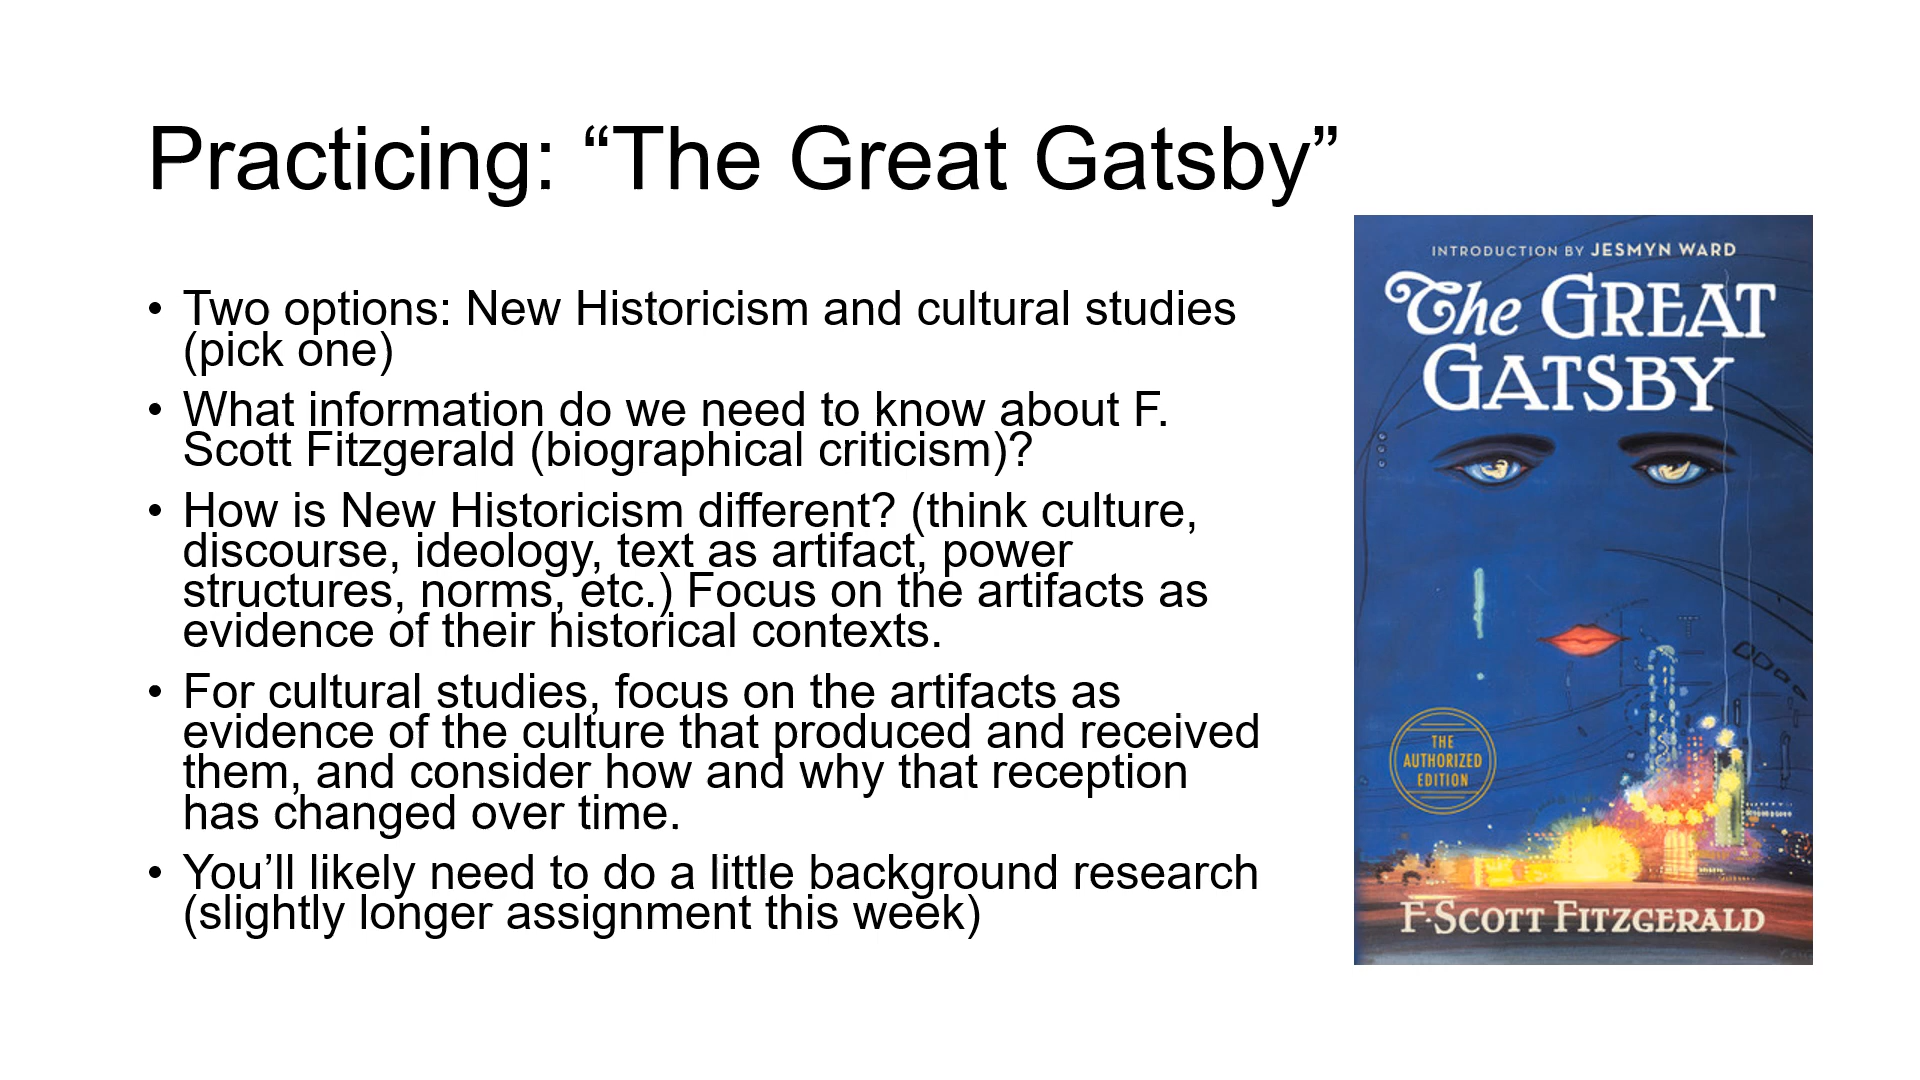 Practicing: “The Great Gatsby”
• Two options: New Historicism and cultural studies
(pick one)
• What information do we need to know about F.
Scott Fitzgerald (biographical criticism)?
• How is New Historicism different? (think culture,
discourse, ideology, text as artifact, power
structures, norms, etc.) Focus on the artifacts as
evidence of their historical contexts.
• For cultural studies, focus on the artifacts as
evidence of the culture that produced and received
them, and consider how and why that reception
has changed over time.
• You’ll likely need to do a little background research
(slightly longer assignment this week)
INTRODUCTION BY JESMYN WARD
The GREAT
GATSBY
THE
AUTHORIZED
EDITION
F·SCOTT FITZGERALD